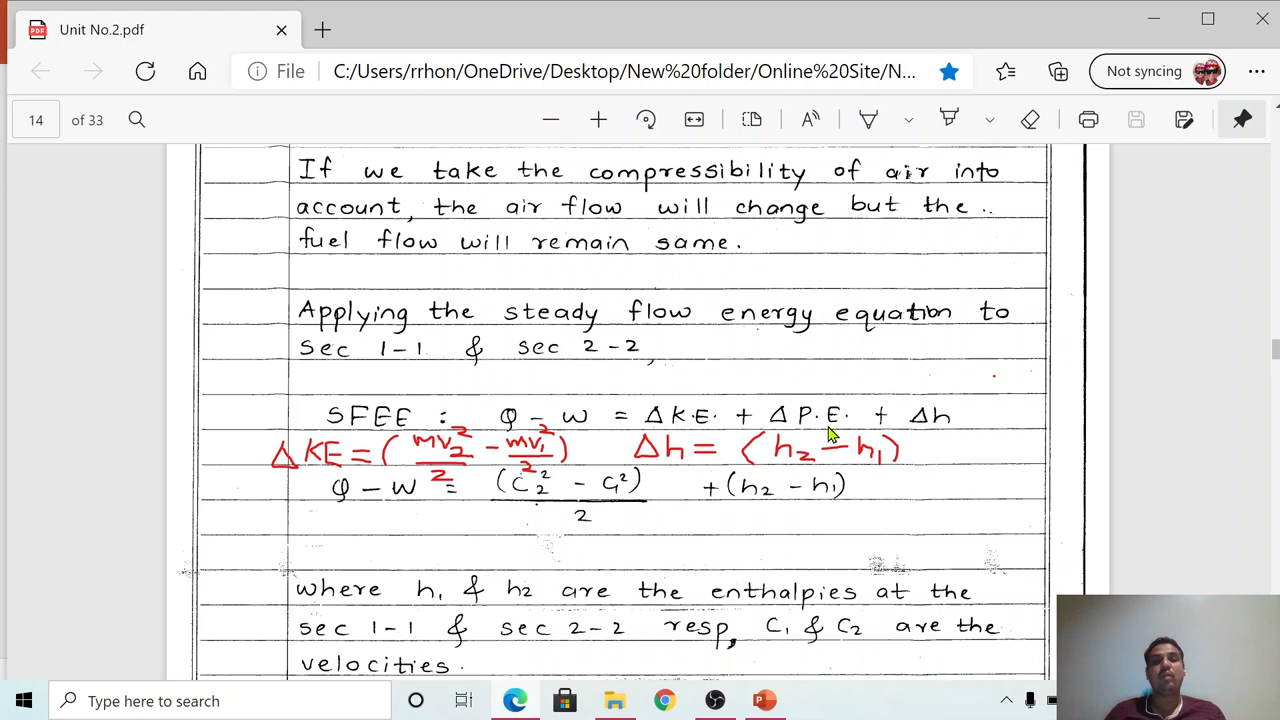 Unit No.2.pdf
File
C:/Users/rrhon/OneDrive/Desktop/New%20folder/Online%20Site/N...
Not syncing
14 of 33
If we take the compressibility of air into
account, the air flow will change but the ..
fuel flow will remain same.
Applying the steady flow energy equation to
sec 1-1 & sec 2-2,
SFEE : Q - W = Δ K.E. + Δ P.E. + Δh
ΔKE = (mv₂²/2 - mv₁²/2) Δh = (h₂ - h₁)
Q - W = (C₂² - C₁²)/2 + (h₂ - h₁)
where h₁ & h₂ are the enthalpies at the
sec 1-1 & sec 2-2 resp, C₁ & C₂ are the
velocities.
Type here to search